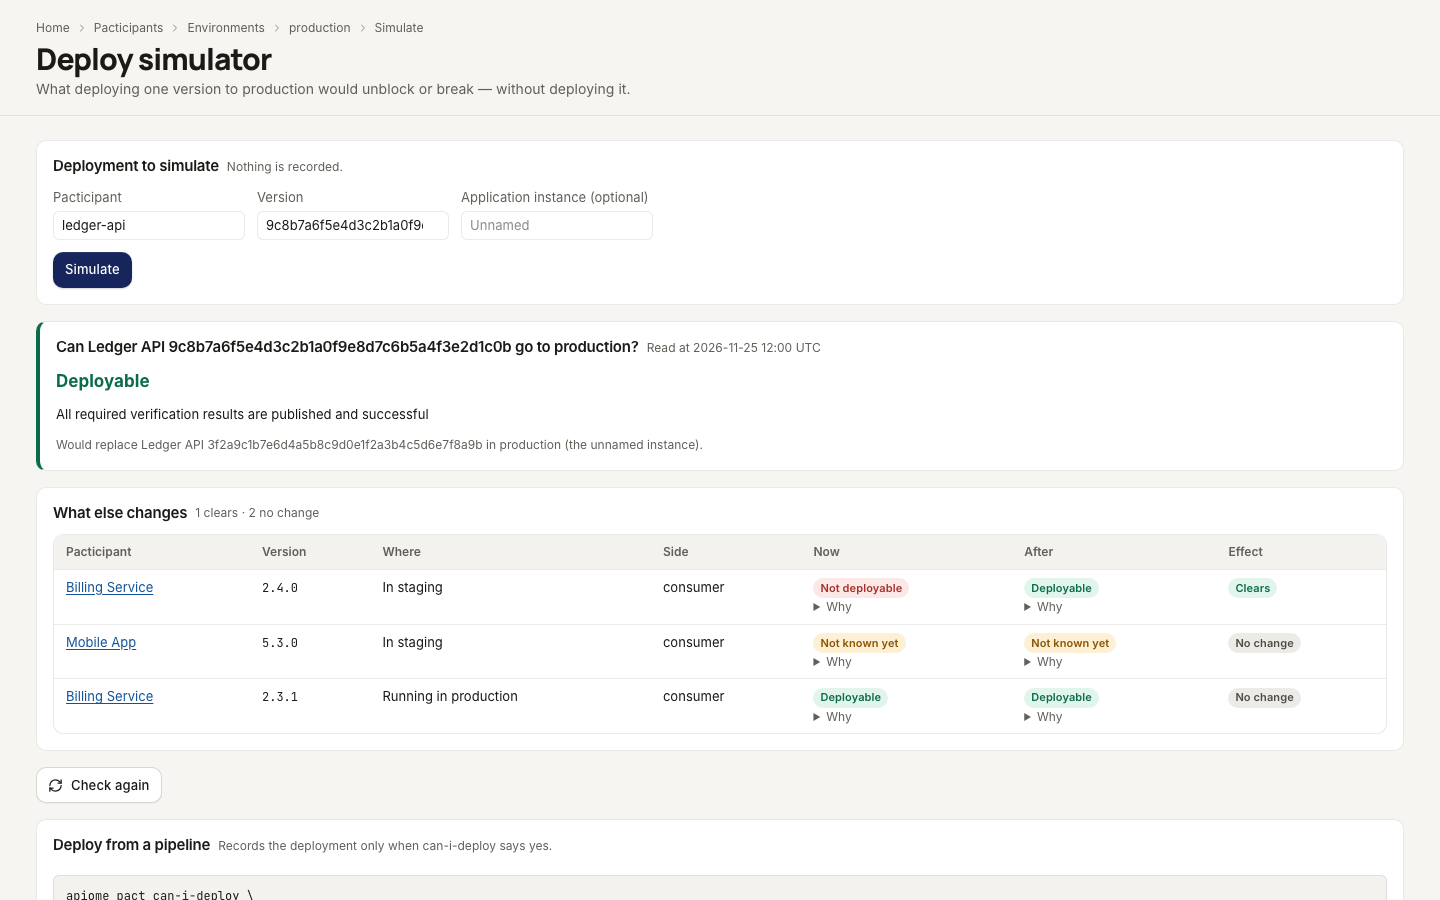 Home > Pacticipants > Environments > production > Simulate
Deploy simulator
What deploying one version to production would unblock or break — without deploying it.
Deployment to simulate Nothing is recorded.
Pacticipant Version Application instance (optional)
ledger-api 9c8b7a6f5e4d3c2b1a0f9 Unnamed
Simulate
Can Ledger API 9c8b7a6f5e4d3c2b1a0f9e8d7c6b5a4f3e2d1c0b go to production? Read at 2026-11-25 12:00 UTC
Deployable
All required verification results are published and successful
Would replace Ledger API 3f2a9c1b7e6d4a5b8c9d0e1f2a3b4c5d6e7f8a9b in production (the unnamed instance).
What else changes 1 clears · 2 no change
Pacticipant Version Where Side Now After Effect
Billing Service 2.4.0 In staging consumer Not deployable Deployable Clears
Why Why
Mobile App 5.3.0 In staging consumer Not known yet Not known yet No change
Why Why
Billing Service 2.3.1 Running in production consumer Deployable Deployable No change
Why Why
Check again
Deploy from a pipeline Records the deployment only when can-i-deploy says yes.
apiome pact can-i-deploy \